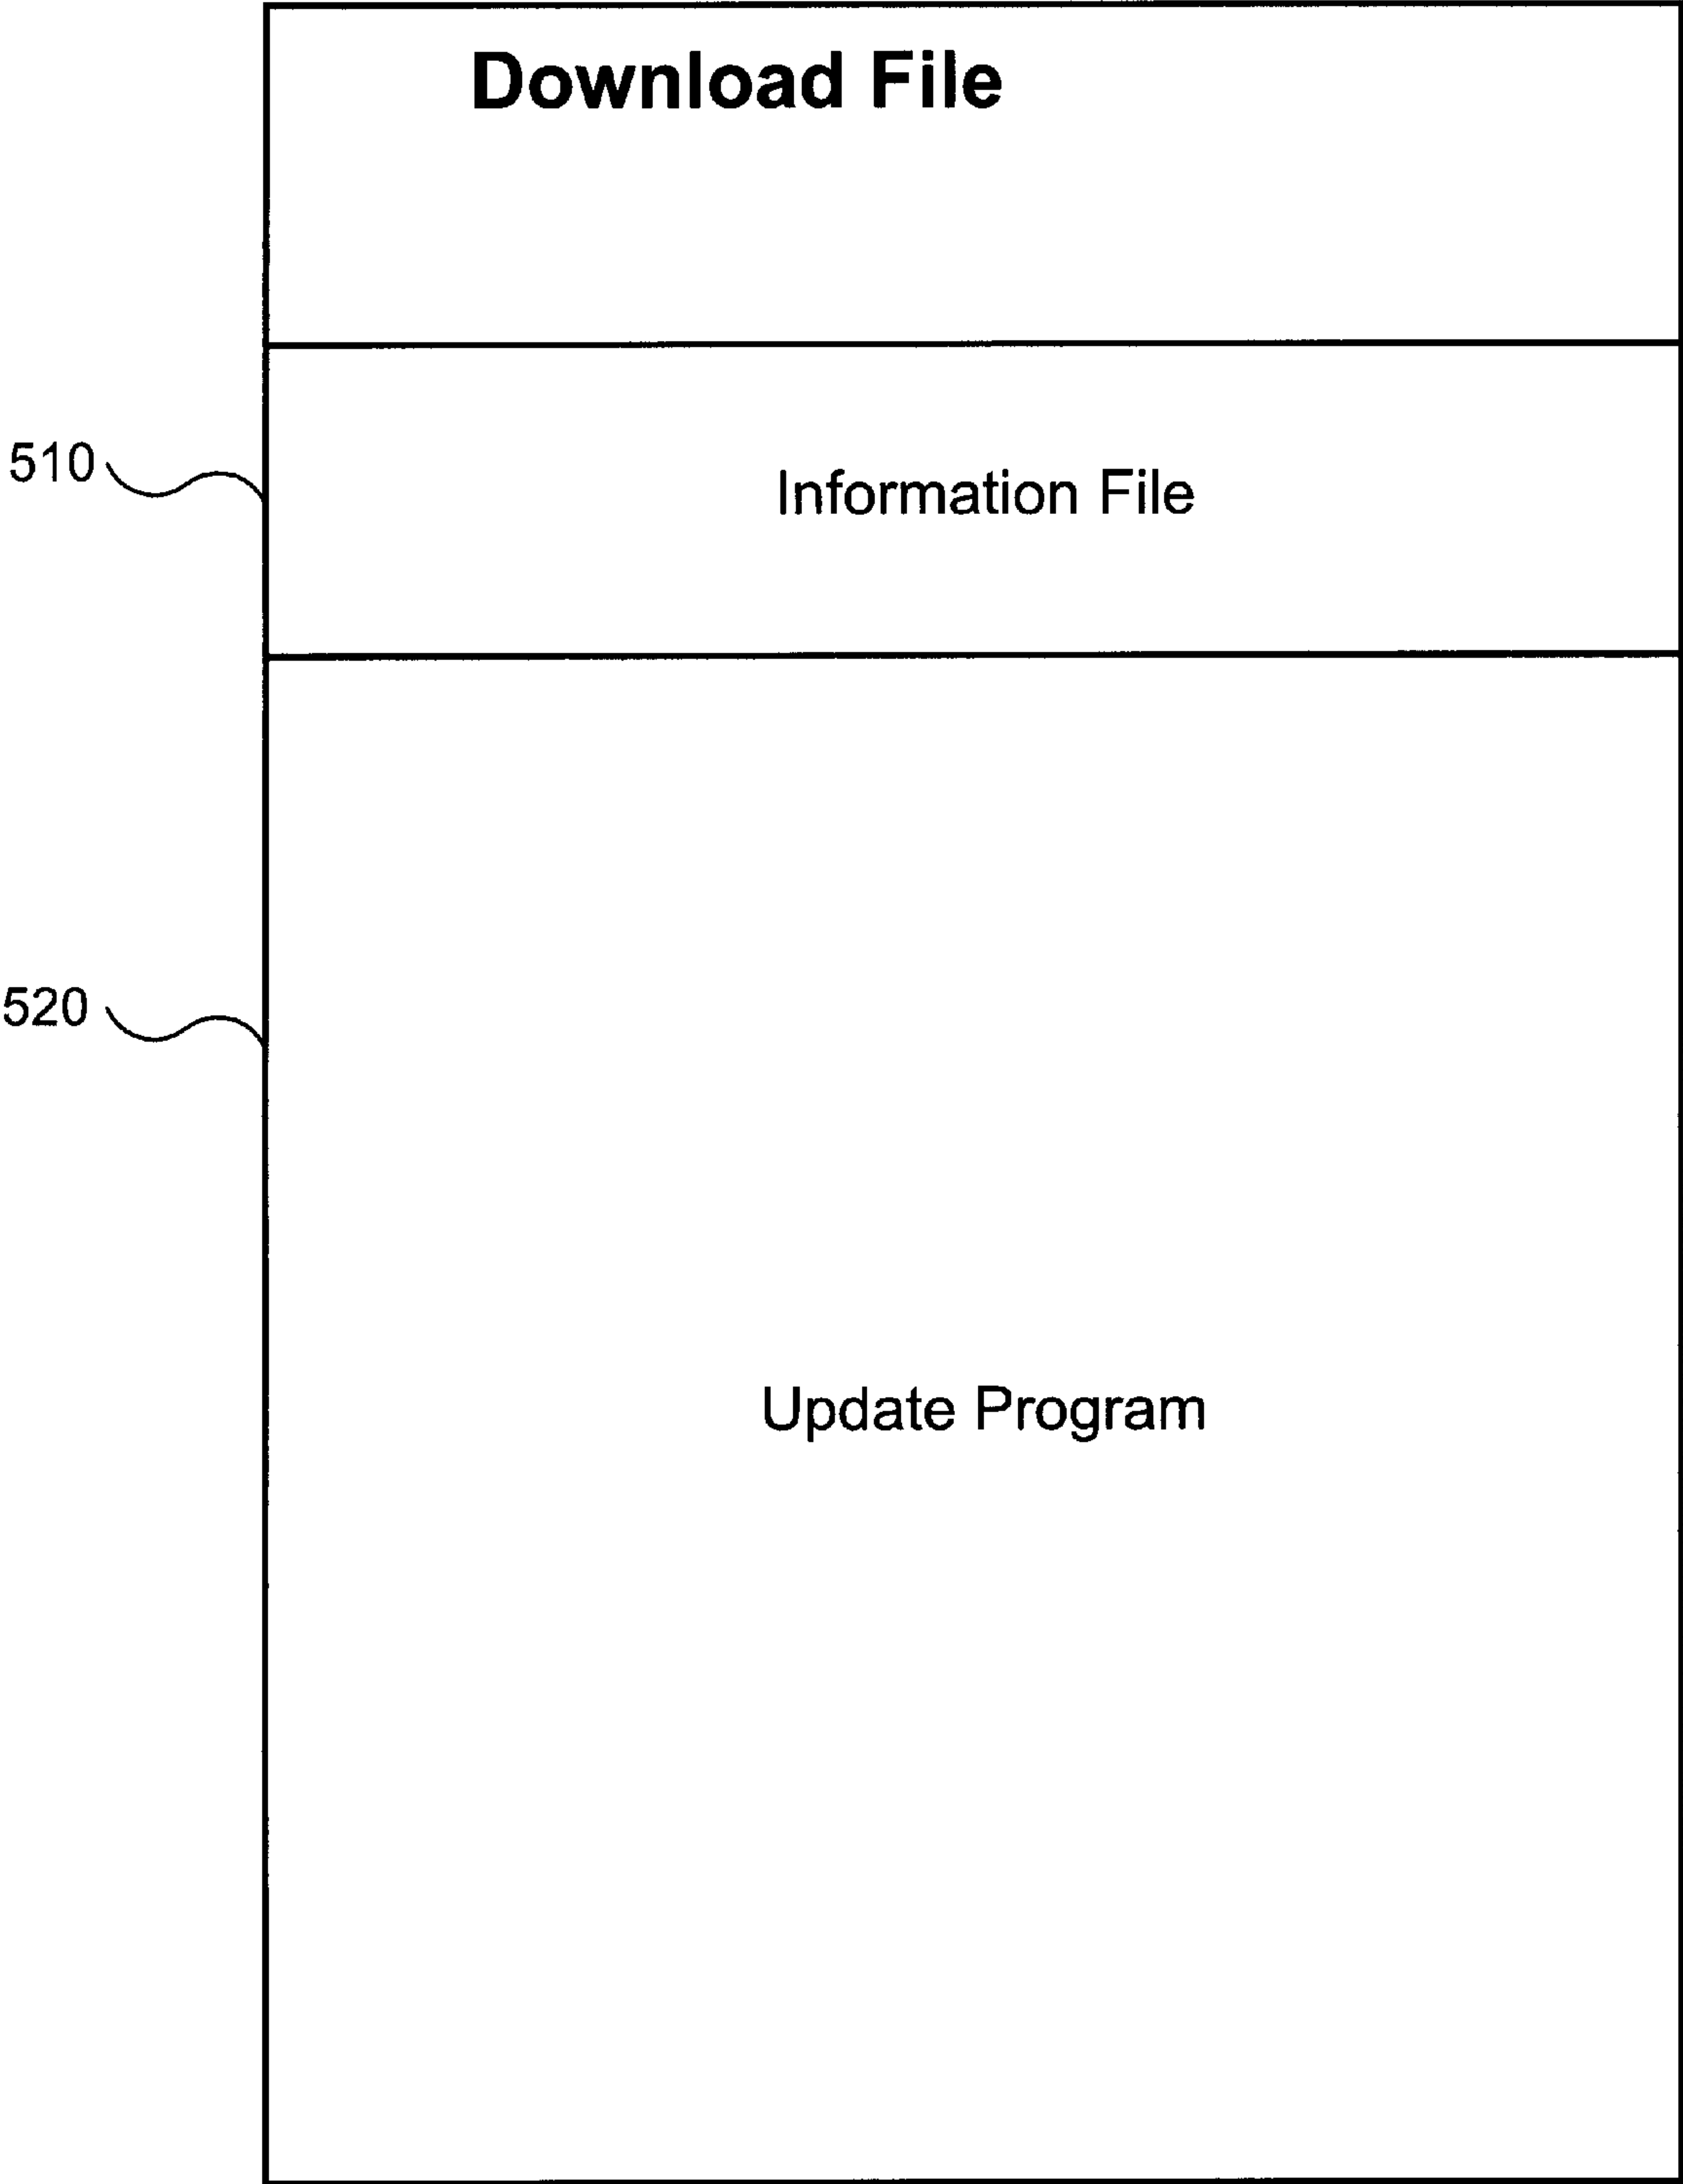 Download File
510
Information File
520
Update Program